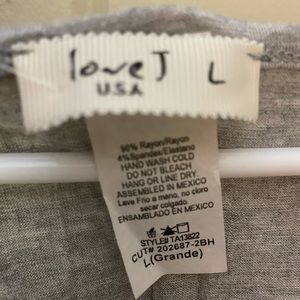 love J L
U.S.A
96% Rayon/Rayon
4% Spandex/Elastano
HAND WASH COLD
DO NOT BLEACH
HANG OR LINE DRY
ASSEMBLED IN MEXICO
Lave Frio a mano, no cloro
secar colgado.
ENSAMBLADO EN MEXICO
STYLE# TA13822
CUT# 202687-2BH
L(Grande)